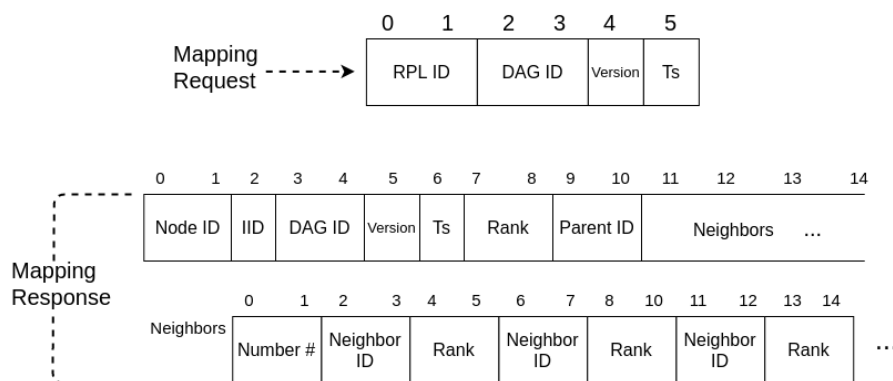 0 1 2 3 4 5
Mapping
Request
RPL ID DAG ID Version Ts
0 1 2 3 4 5 6 7 8 9 10 11 12 13 14
Node ID IID DAG ID Version Ts Rank Parent ID Neighbors ...
Mapping
Response
0 1 2 3 4 5 6 7 8 10 11 12 13 14
Neighbors
Number # Neighbor ID Rank Neighbor ID Rank Neighbor ID Rank ...